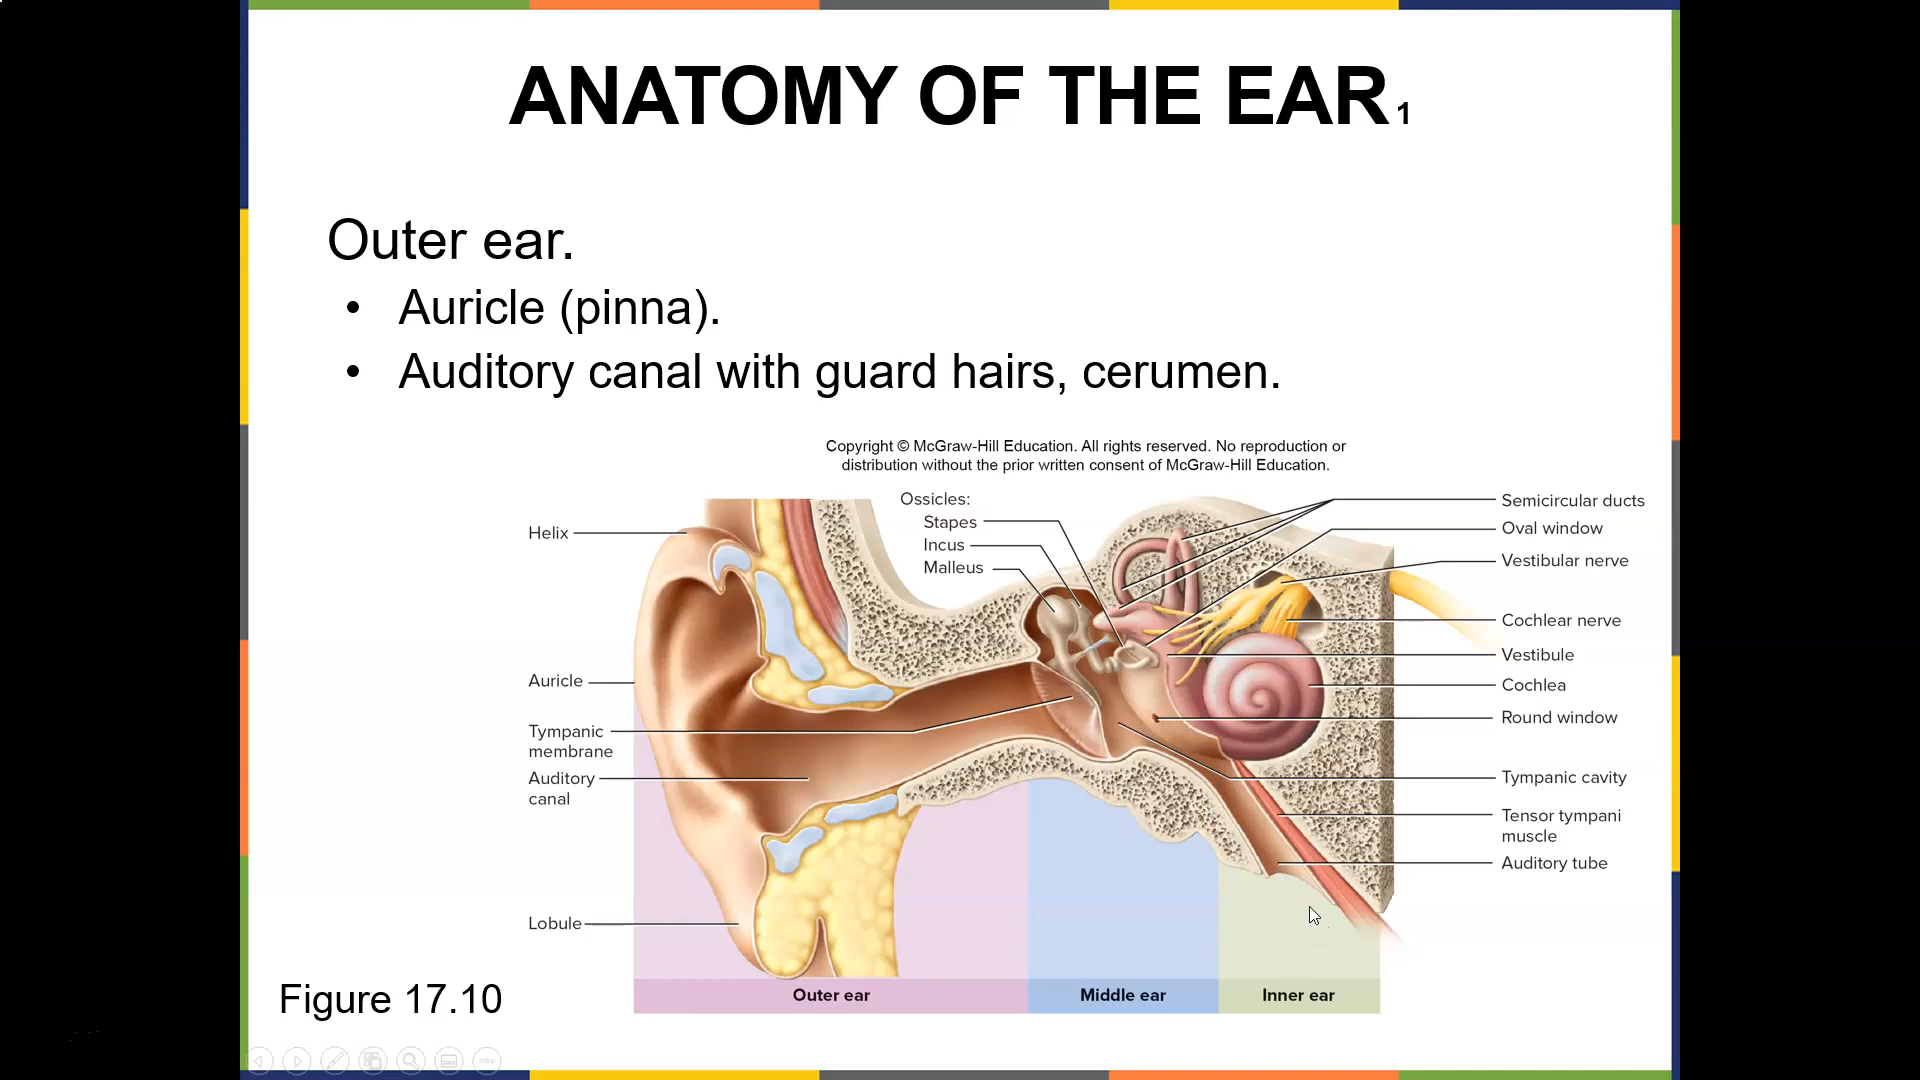 ANATOMY OF THE EAR 1
Outer ear.
• Auricle (pinna).
• Auditory canal with guard hairs, cerumen.
Copyright © McGraw-Hill Education. All rights reserved. No reproduction or
distribution without the prior written consent of McGraw-Hill Education.
Ossicles:
Stapes
Incus
Malleus
Helix
Auricle
Tympanic
membrane
Auditory
canal
Lobule
Semicircular ducts
Oval window
Vestibular nerve
Cochlear nerve
Vestibule
Cochlea
Round window
Tympanic cavity
Tensor tympani
muscle
Auditory tube
Outer ear
Middle ear
Inner ear
Figure 17.10